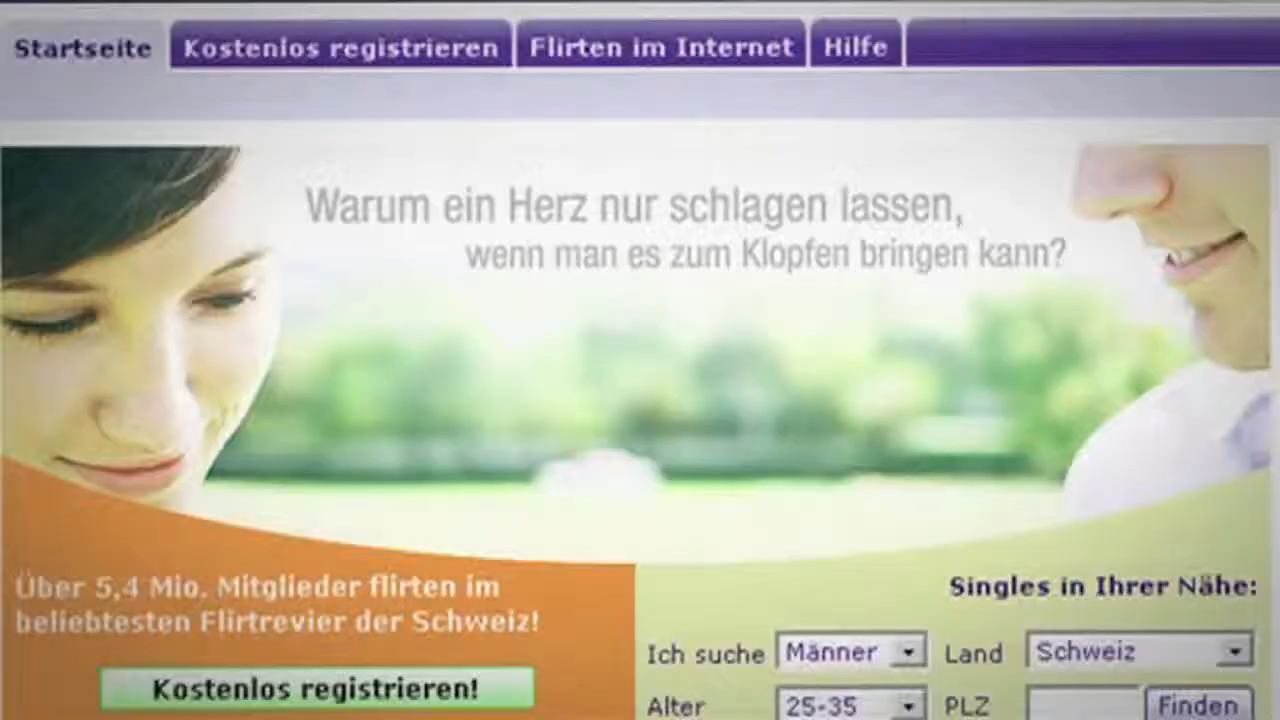 Startseite Kostenlos registrieren Flirten im Internet Hilfe
Warum ein Herz nur schlagen lassen,
wenn man es zum Klopfen bringen kann?
Über 5,4 Mio. Mitglieder flirten im
beliebtesten Flirtrevier der Schweiz!
Kostenlos registrieren!
Singles in Ihrer Nähe:
Ich suche Männer Land Schweiz
Alter 25-35 PLZ Finden